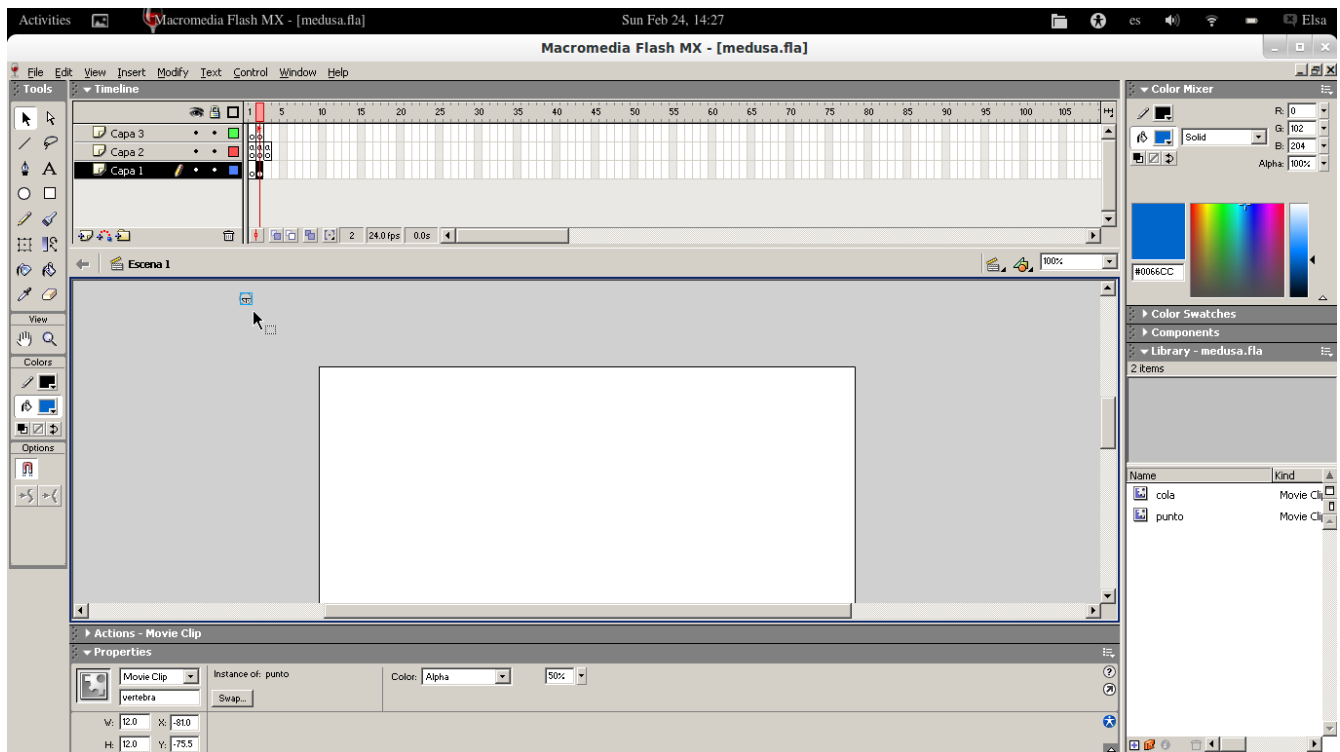 Activities Macromedia Flash MX - [medusa.fla] Sun Feb 24, 14:27 es Elsa
Macromedia Flash MX - [medusa.fla]
File Edit View Insert Modify Text Control Window Help
Tools
Timeline
1 5 10 15 20 25 30 35 40 45 50 55 60 65 70 75 80 85 90 95 100 105
Capa 3
Capa 2
Capa 1
2 24.0 fps 0.0s
Escena 1
100%
View
Colors
Options
Color Mixer
R: 0
Solid
G: 102
B: 204
Alpha: 100%
#0066CC
Color Swatches
Components
Library - medusa.fla
2 items
Name Kind
cola Movie Clip
punto Movie Clip
Actions - Movie Clip
Properties
Movie Clip Instance of: punto Color: Alpha 50%
vertebra Swap...
W: 12.0 X: -81.0
H: 12.0 Y: -75.5